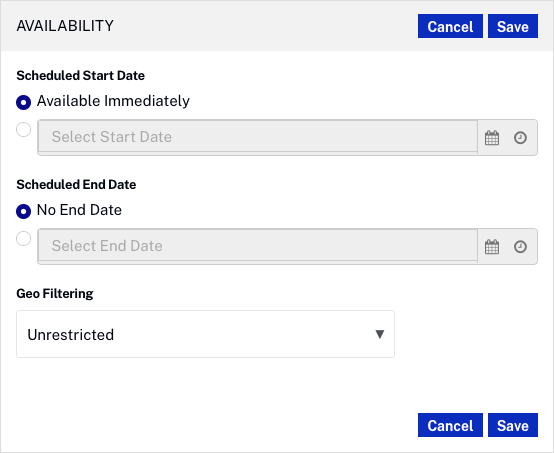 AVAILABILITY Cancel Save
Scheduled Start Date
Available Immediately
Select Start Date
Scheduled End Date
No End Date
Select End Date
Geo Filtering
Unrestricted
Cancel Save